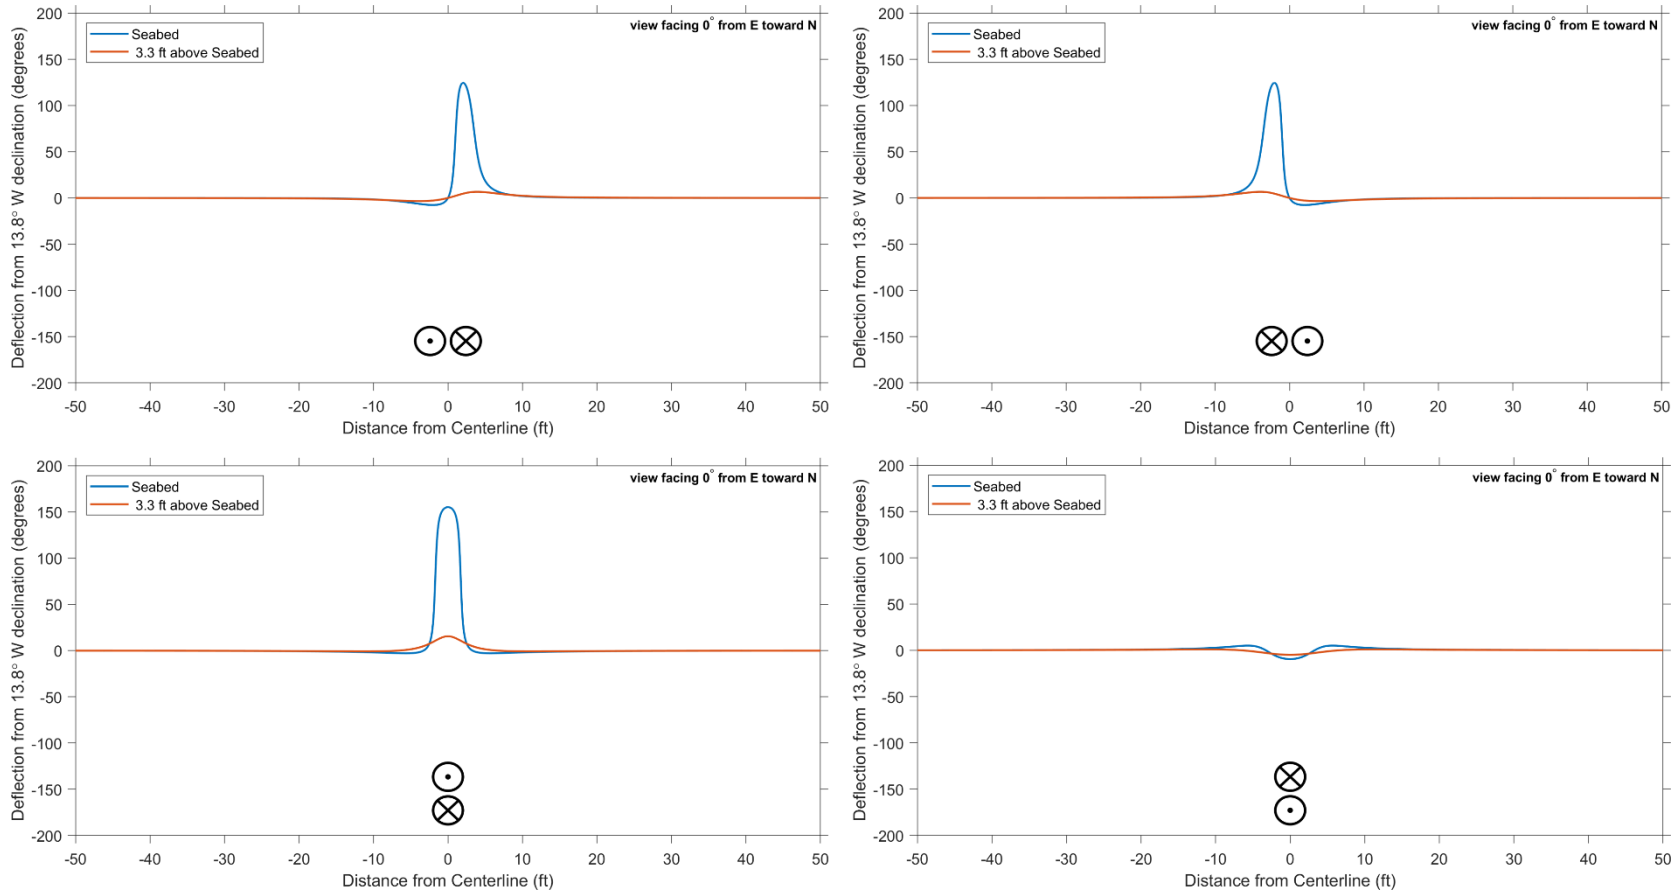 view facing 0° from E toward N
Seabed
3.3 ft above Seabed
Deflection from 13.8° W declination (degrees)
200
150
100
50
0
-50
-100
-150
-200
-50 -40 -30 -20 -10 0 10 20 30 40 50
Distance from Centerline (ft)
view facing 0° from E toward N
Seabed
3.3 ft above Seabed
Deflection from 13.8° W declination (degrees)
200
150
100
50
0
-50
-100
-150
-200
-50 -40 -30 -20 -10 0 10 20 30 40 50
Distance from Centerline (ft)
view facing 0° from E toward N
Seabed
3.3 ft above Seabed
Deflection from 13.8° W declination (degrees)
200
150
100
50
0
-50
-100
-150
-200
-50 -40 -30 -20 -10 0 10 20 30 40 50
Distance from Centerline (ft)
view facing 0° from E toward N
Seabed
3.3 ft above Seabed
Deflection from 13.8° W declination (degrees)
200
150
100
50
0
-50
-100
-150
-200
-50 -40 -30 -20 -10 0 10 20 30 40 50
Distance from Centerline (ft)